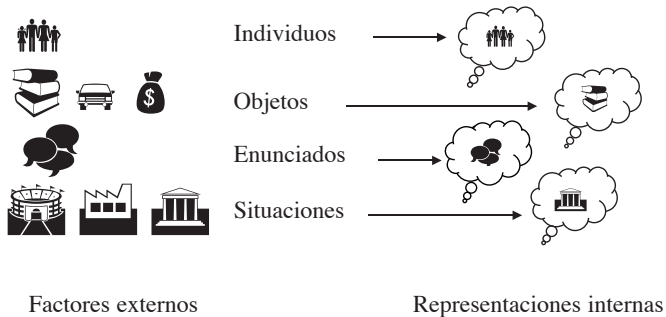 Individuos
$
Objetos
Enunciados
Situaciones
Factores externos
Representaciones internas